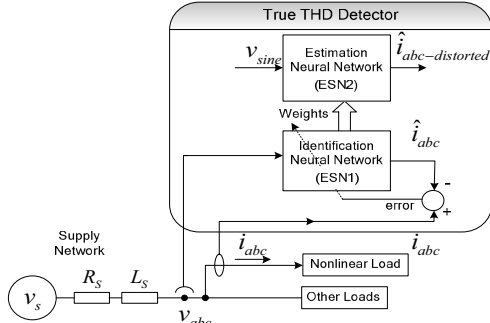 True THD Detector
v_sine
Estimation
Neural Network
(ESN2)
î_abc-distorted
Weights
Identification
Neural Network
(ESN1)
î_abc
-
+
error
i_abc
i_abc
Supply
Network
Nonlinear Load
R_S
L_S
v_s
v_abc
Other Loads